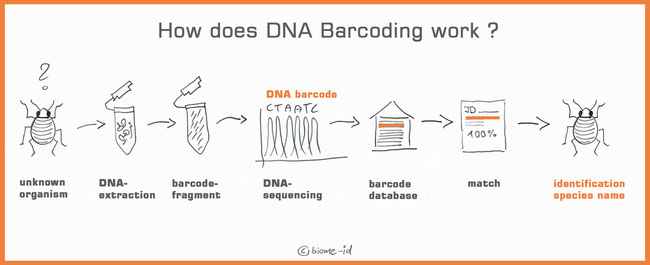 How does DNA Barcoding work ?
?
DNA barcode
CTAATC
ID
100%
unknown
organism
DNA-
extraction
barcode-
fragment
DNA-
sequencing
barcode
database
match
identification
species name
©biome-id